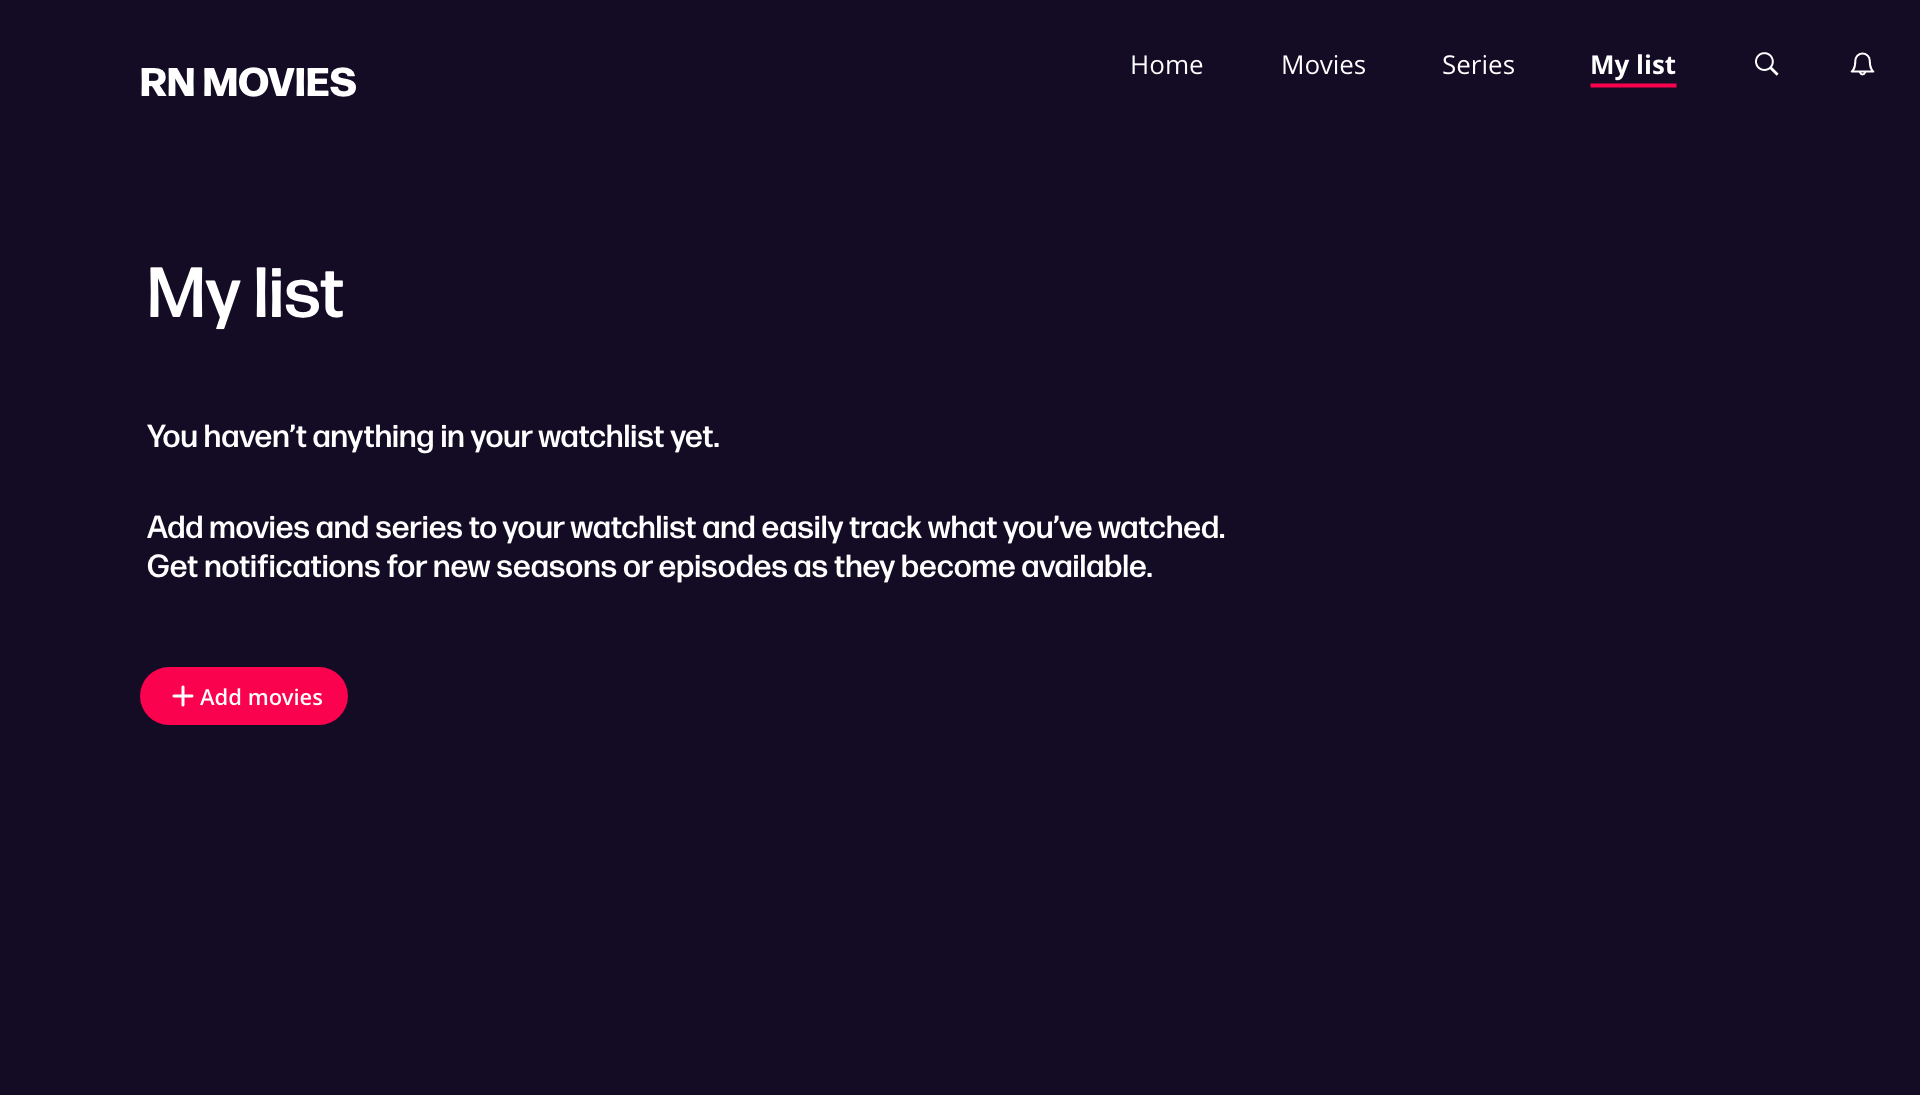 RN MOVIES
Home
Movies
Series
My list
My list
You haven’t anything in your watchlist yet.
Add movies and series to your watchlist and easily track what you’ve watched.
Get notifications for new seasons or episodes as they become available.
Add movies